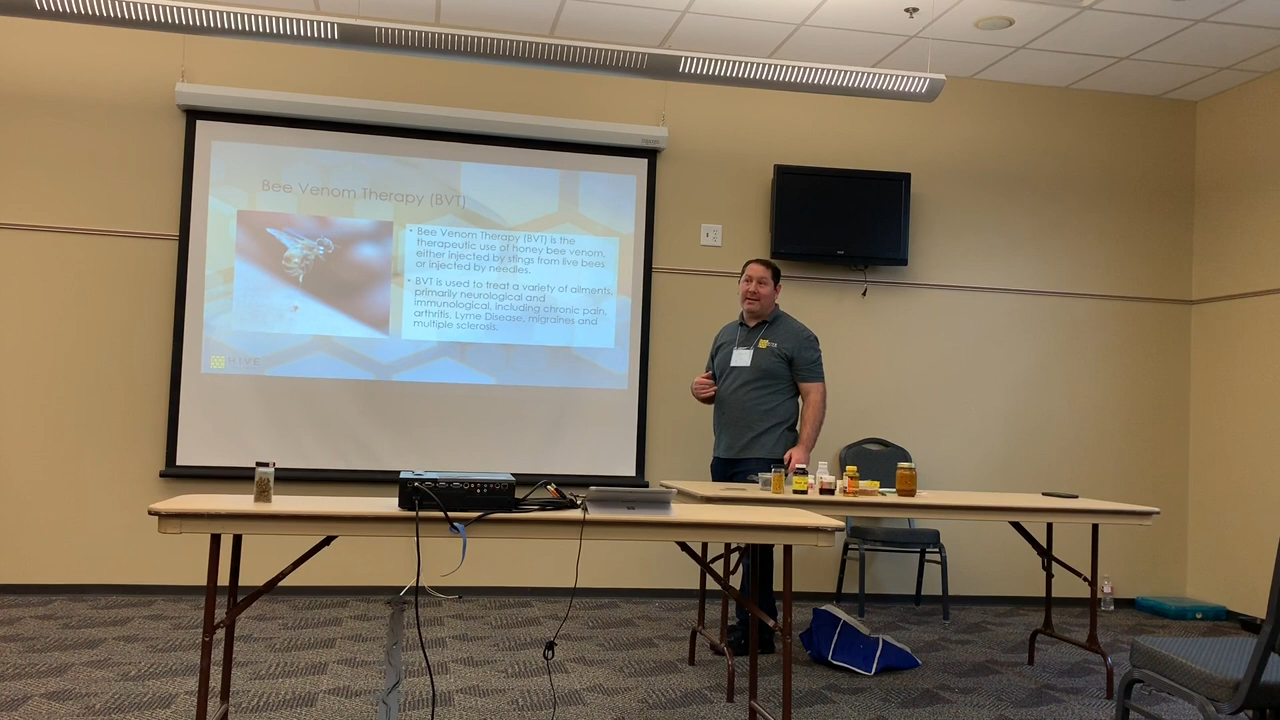 Bee Venom Therapy (BVT)
• Bee Venom Therapy (BVT) is the
therapeutic use of honey bee venom,
either injected by stings from live bees
or injected by needles.
• BVT is used to treat a variety of ailments,
primarily neurological and
immunological, including chronic pain,
arthritis, Lyme Disease, migraines and
multiple sclerosis.
HIVE